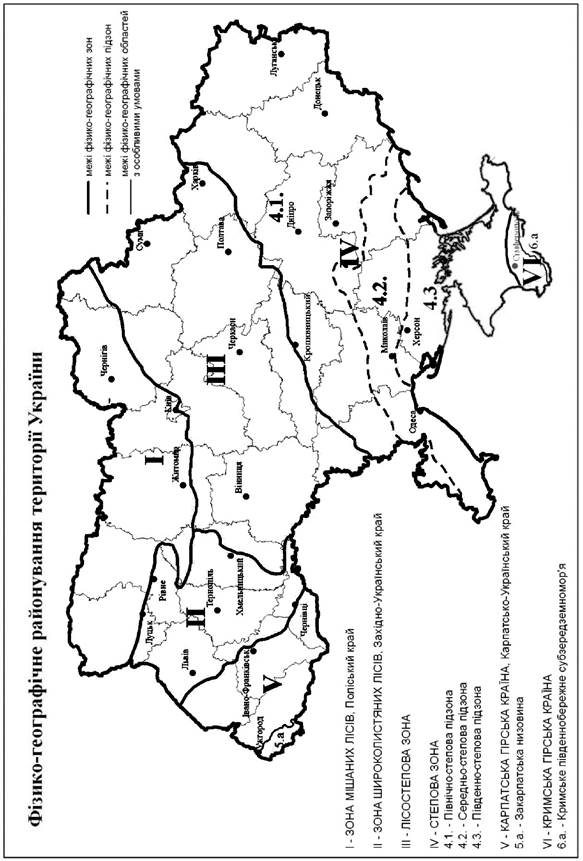 Фізико-географічне районування території України
межі фізико-географічних зон
межі фізико-географічних підзон
межі фізико-географічних областей
з особливими умовами
Чернігів
Суми
Київ
Житомир
Луцьк
Рівне
Львів
Тернопіль
Хмельницький
Вінниця
Івано-Франківськ
Чернівці
Ужгород
Черкаси
Полтава
Харків
Луганськ
Донецьк
Дніпро
Запоріжжя
Кропивницький
Миколаїв
Херсон
Одеса
Сімферополь
I
II
III
IV
4.1.
4.2.
4.3
V
5.а
VI
6.а
I - ЗОНА МІШАНИХ ЛІСІВ, Поліський край
II - ЗОНА ШИРОКОЛИСТЯНИХ ЛІСІВ, Західно-Український край
III - ЛІСОСТЕПОВА ЗОНА
IV - СТЕПОВА ЗОНА
4.1. - Північно-степова підзона
4.2. - Середньо-степова підзона
4.3. - Південно-степова підзона
V - КАРПАТСЬКА ГІРСЬКА КРАЇНА, Карпатсько-Український край
5.а. - Закарпатська низовина
VI - КРИМСЬКА ГІРСЬКА КРАЇНА
6.а. - Кримське південнобережне субзередземномор'я